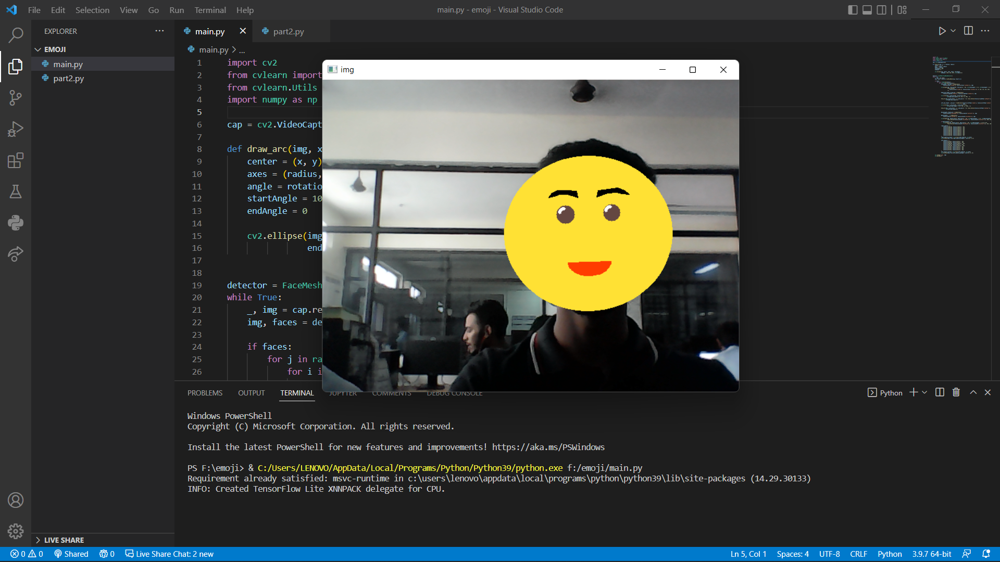 File Edit Selection View Go Run Terminal Help
main.py - emoji - Visual Studio Code
EXPLORER
EMOJI
main.py
part2.py
LIVE SHARE
main.py part2.py
main.py > ...
1 import cv2
2 from cvlearn import
3 from cvlearn.Utils
4 import numpy as np
5
6 cap = cv2.VideoCapt
7
8 def draw_arc(img, x
9 center = (x, y)
10 axes = (radius,
11 angle = rotatio
12 startAngle = 10
13 endAngle = 0
14
15 cv2.ellipse(img
16 end
17
18
19 detector = FaceMesh
20 while True:
21 _, img = cap.re
22 img, faces = de
23
24 if faces:
25 for j in ra
26 for i i
img
PROBLEMS OUTPUT TERMINAL JUPYTER COMMENTS DEBUG CONSOLE
Python
Windows PowerShell
Copyright (C) Microsoft Corporation. All rights reserved.
Install the latest PowerShell for new features and improvements! https://aka.ms/PSWindows
PS F:\emoji> & C:/Users/LENOVO/AppData/Local/Programs/Python/Python39/python.exe f:/emoji/main.py
Requirement already satisfied: msvc-runtime in c:\users\lenovo\appdata\local\programs\python\python39\lib\site-packages (14.29.30133)
INFO: Created TensorFlow Lite XNNPACK delegate for CPU.
0 0 Shared 0 Live Share Chat: 2 new
Ln 5, Col 1 Spaces: 4 UTF-8 CRLF Python 3.9.7 64-bit